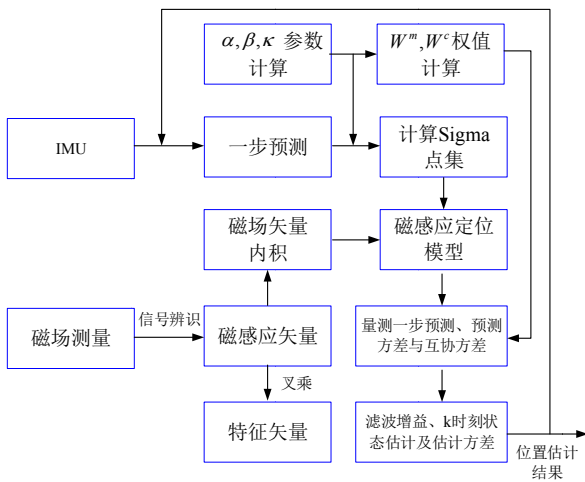 α,β,κ 参数
计算
W^m,W^c权值
计算
IMU
一步预测
计算Sigma
点集
磁场矢量
内积
磁感应定位
模型
磁场测量
信号辨识
磁感应矢量
量测一步预测、预测
方差与互协方差
叉乘
特征矢量
滤波增益、k时刻状
态估计及估计方差
位置估计
结果